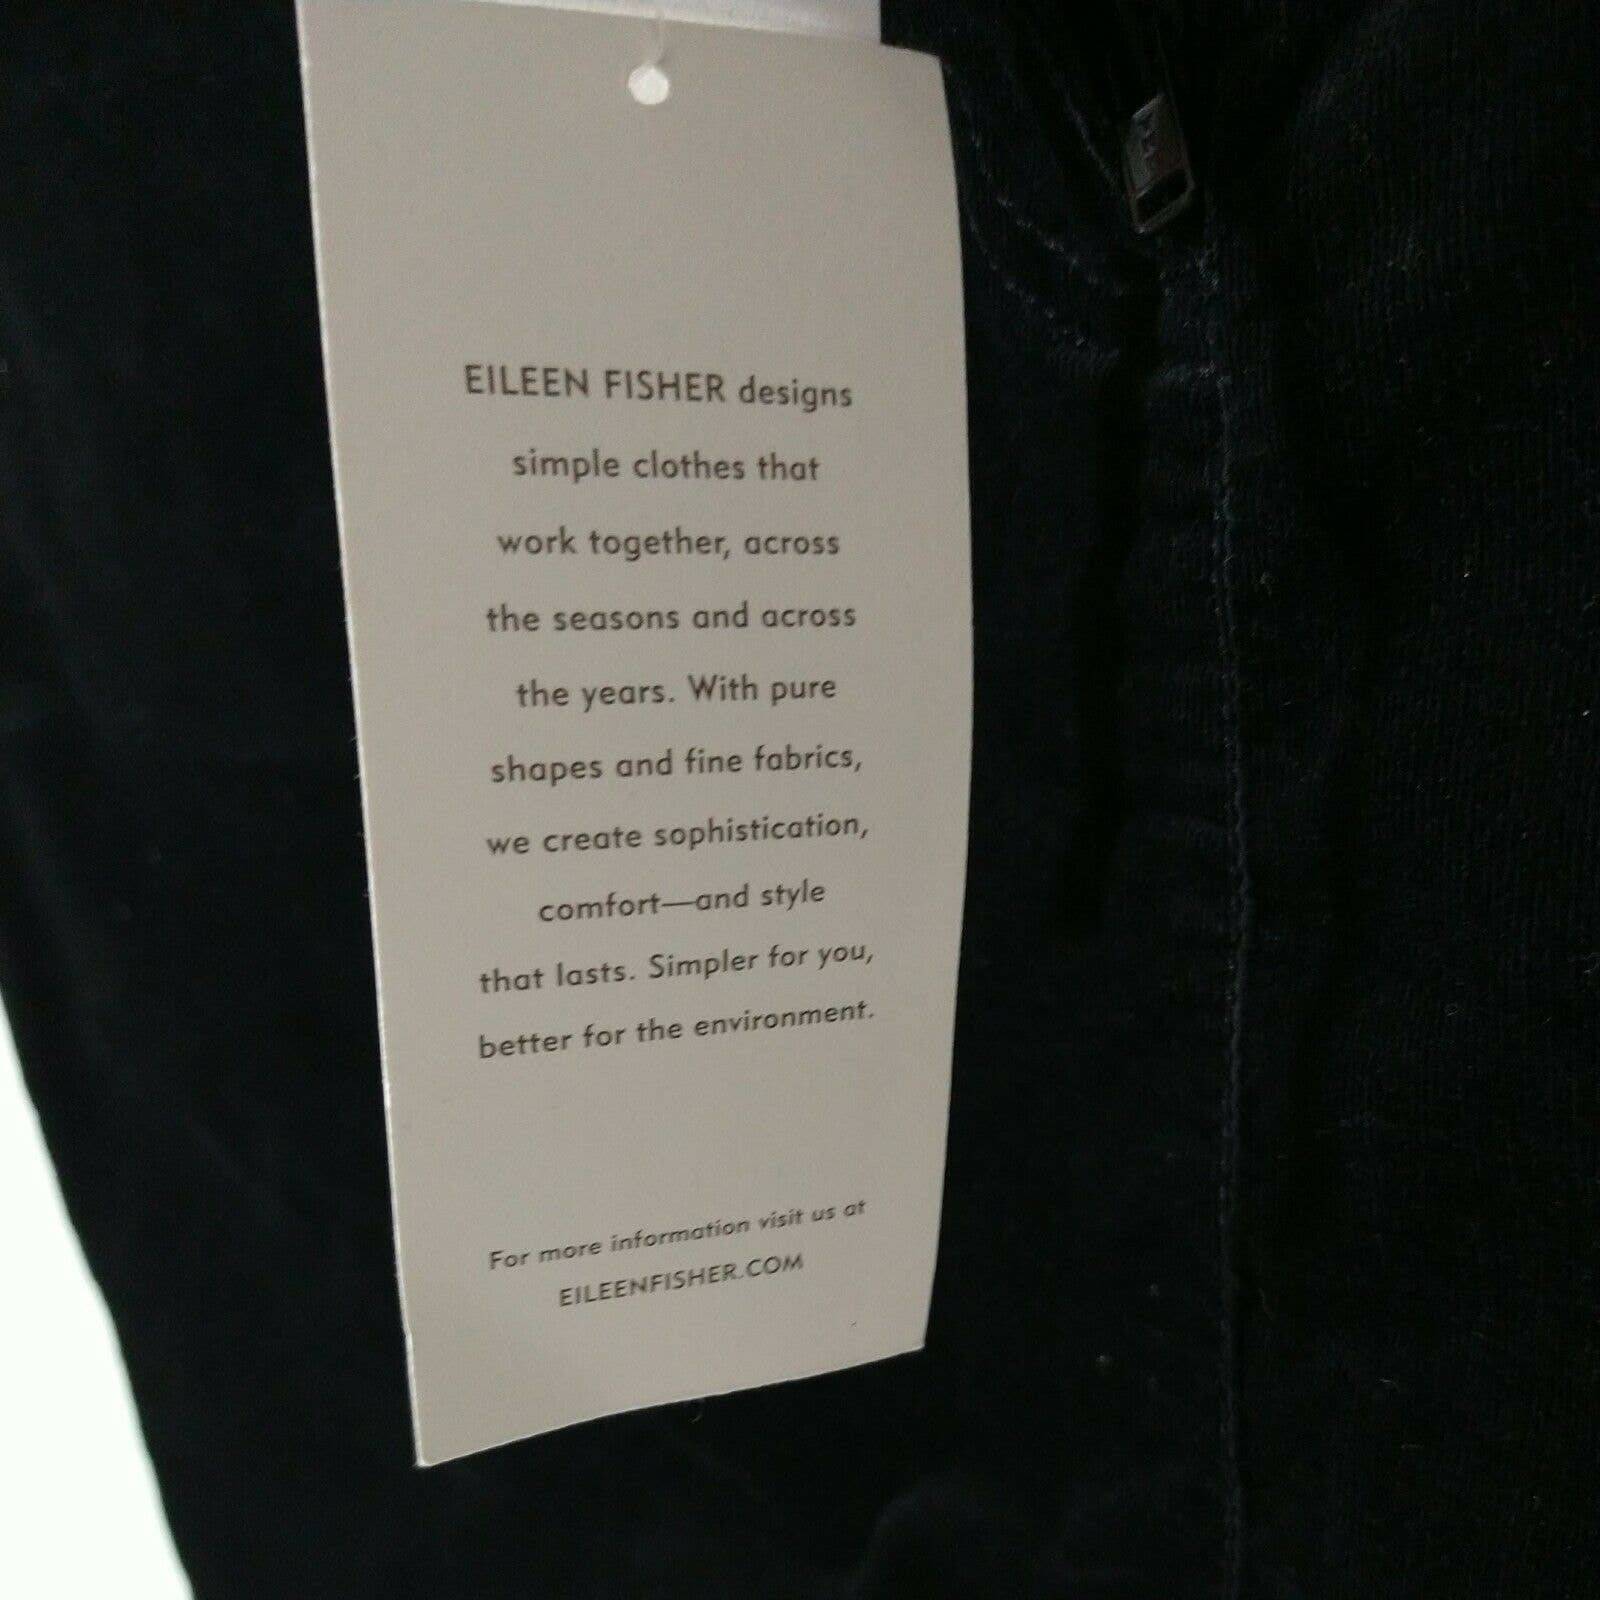 EILEEN FISHER designs
simple clothes that
work together, across
the seasons and across
the years. With pure
shapes and fine fabrics,
we create sophistication,
comfort—and style
that lasts. Simpler for you,
better for the environment.
For more information visit us at
EILEENFISHER.COM